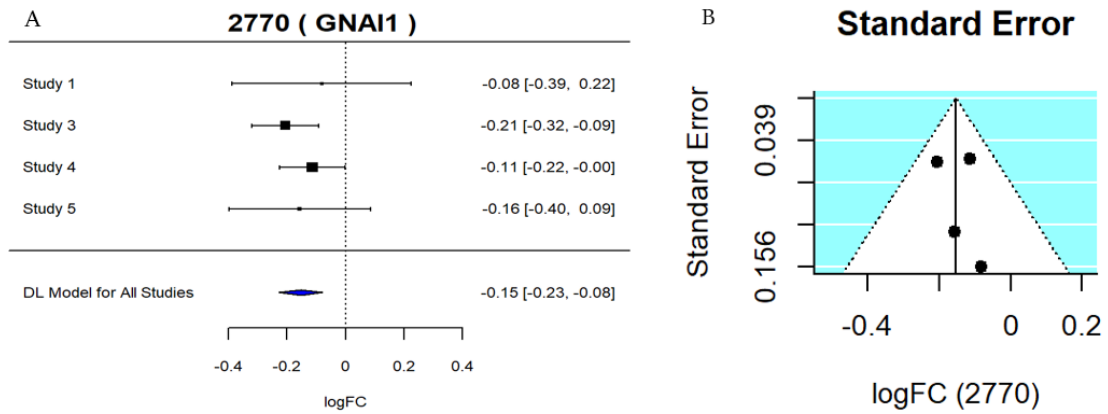 A
2770 ( GNAI1 )
Study 1 -0.08 [-0.39, 0.22]
Study 3 -0.21 [-0.32, -0.09]
Study 4 -0.11 [-0.22, -0.00]
Study 5 -0.16 [-0.40, 0.09]
DL Model for All Studies -0.15 [-0.23, -0.08]
-0.4 -0.2 0 0.2 0.4
logFC
B
Standard Error
Standard Error
0.039
0.156
-0.4 0 0.2
logFC (2770)